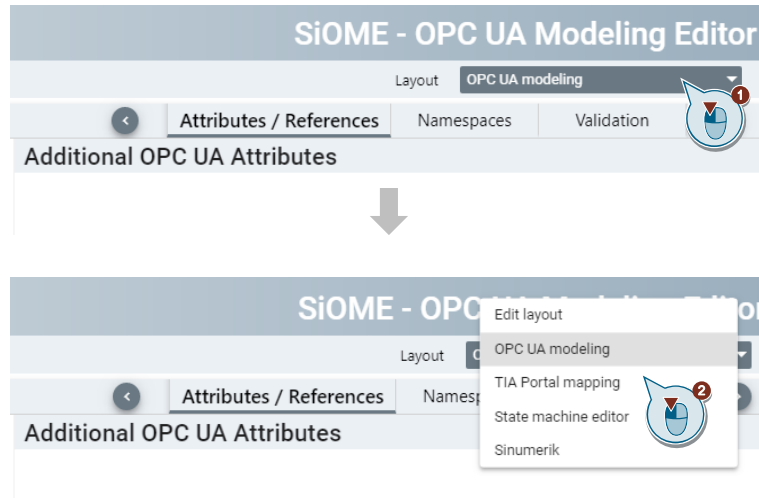 SiOME - OPC UA Modeling Editor
Layout OPC UA modeling
1
Attributes / References Namespaces Validation
Additional OPC UA Attributes
SiOME - OPC
Edit layout
Layout
OPC UA modeling
TIA Portal mapping
2
Attributes / References
State machine editor
Additional OPC UA Attributes
Sinumerik